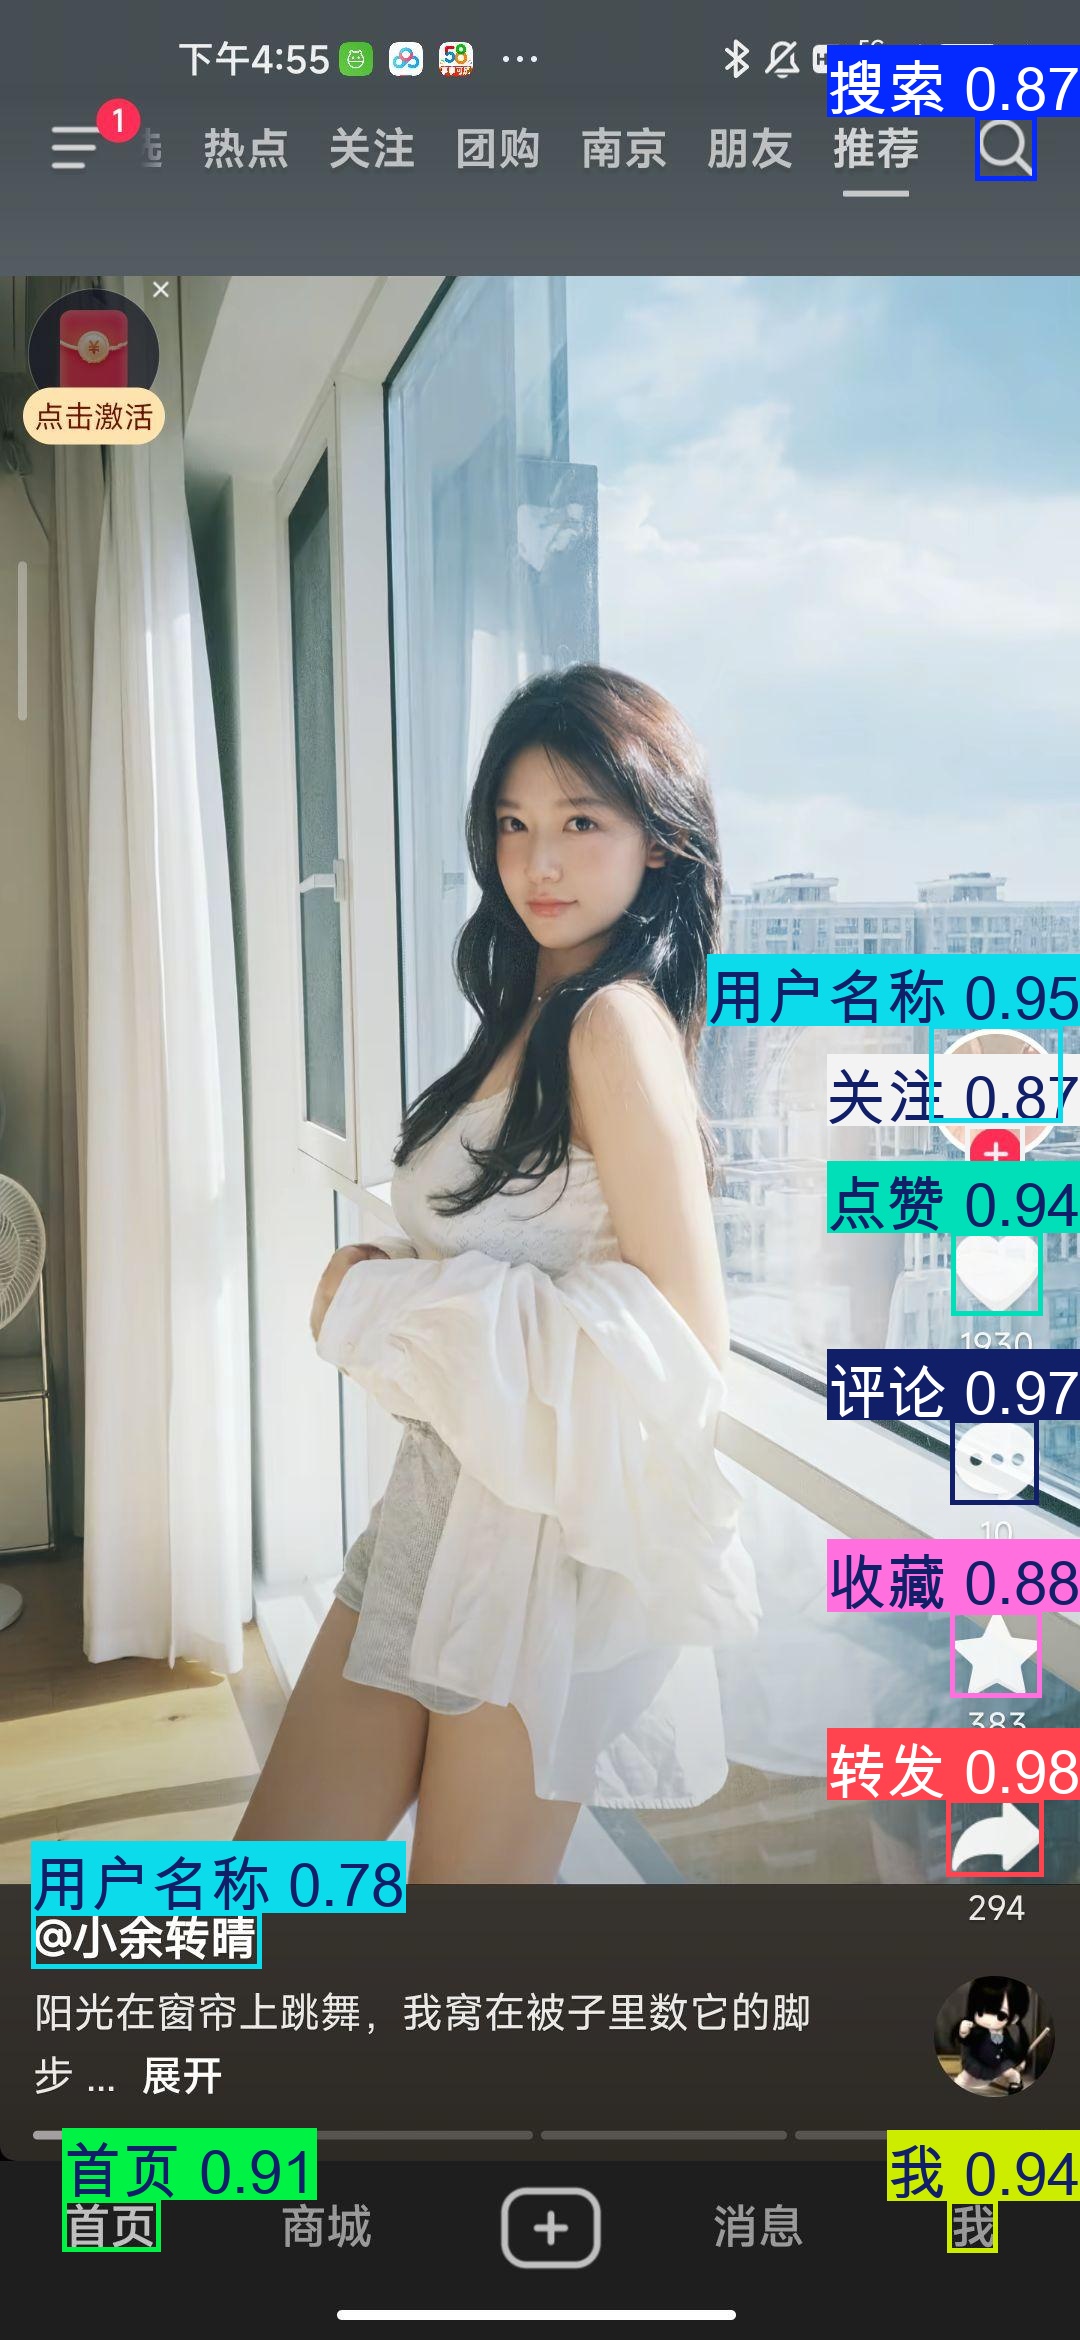 下午4:55 58 ...
搜索 0.87
1
热点 关注 团购 南京 朋友 推荐
¥
点击激活
用户名称 0.95
关注 0.87
点赞 0.94
1930
评论 0.97
10
收藏 0.88
383
转发 0.98
294
用户名称 0.78
@小余转晴
阳光在窗帘上跳舞，我窝在被子里数它的脚
步 ... 展开
首页 0.91
我 0.94
首页 商城 消息 我